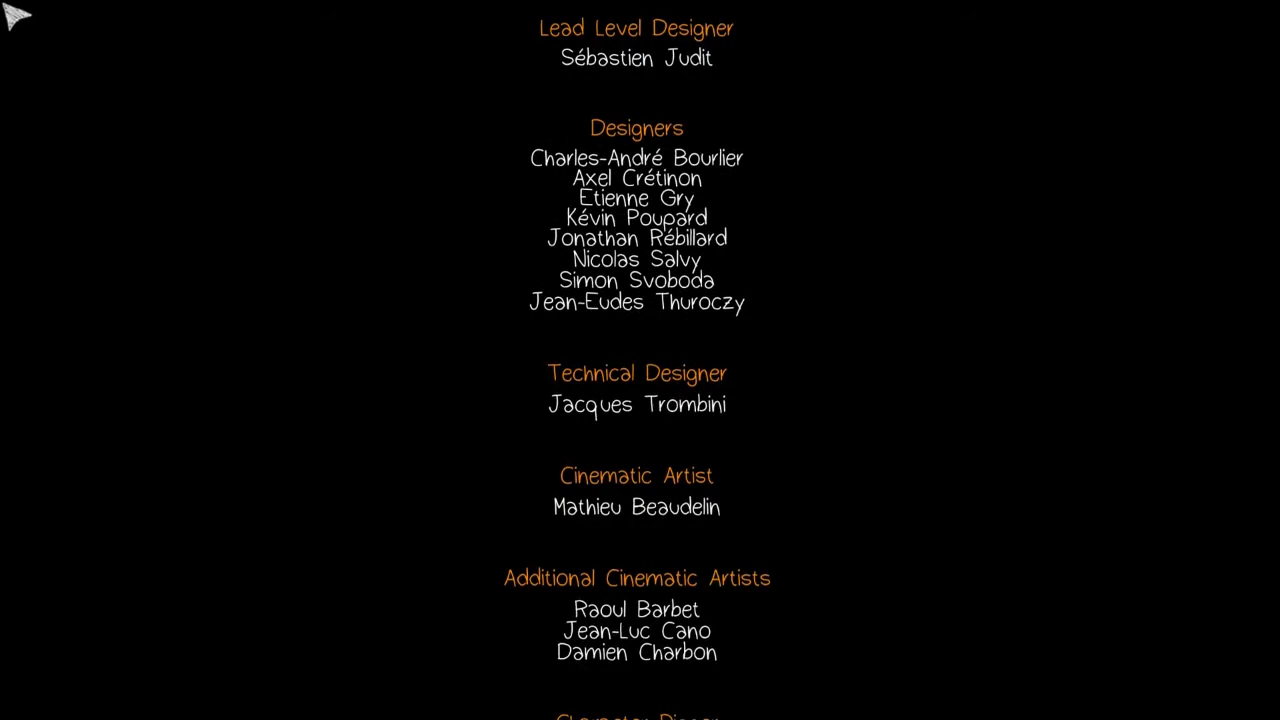 Lead Level Designer
Sébastien Judit
Designers
Charles-André Bourlier
Axel Crétinon
Etienne Gry
Kévin Poupard
Jonathan Rébillard
Nicolas Salvy
Simon Svoboda
Jean-Eudes Thuroczy
Technical Designer
Jacques Trombini
Cinematic Artist
Mathieu Beaudelin
Additional Cinematic Artists
Raoul Barbet
Jean-Luc Cano
Damien Charbon